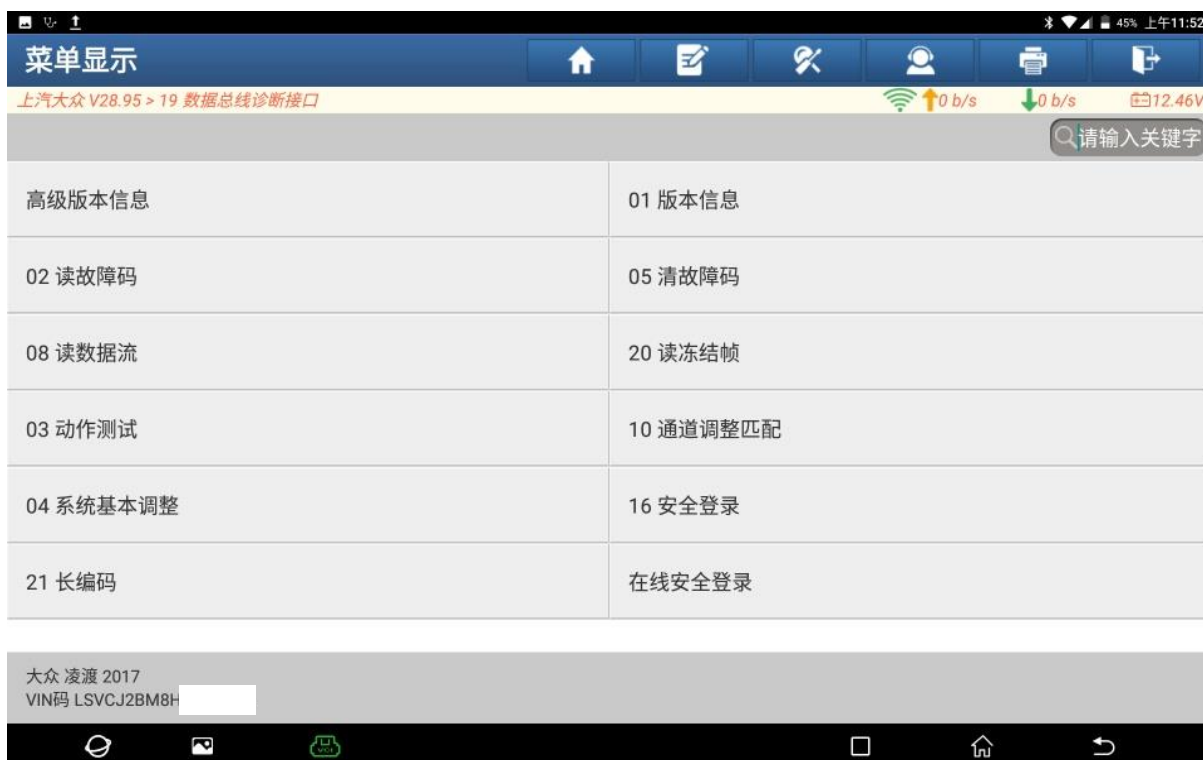 45% 上午11:52
菜单显示
上汽大众 V28.95 > 19 数据总线诊断接口 0 b/s 0 b/s 12.46V
请输入关键字
高级版本信息 01 版本信息
02 读故障码 05 清故障码
08 读数据流 20 读冻结帧
03 动作测试 10 通道调整匹配
04 系统基本调整 16 安全登录
21 长编码 在线安全登录
大众 凌渡 2017
VIN码 LSVCJ2BM8H
VCI